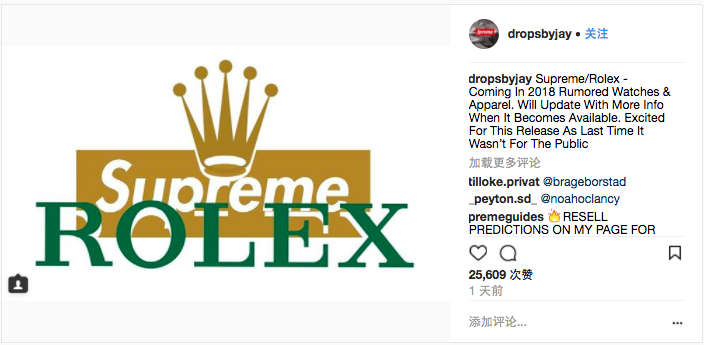 Supreme
ROLEX
dropsbyjay • 关注
dropsbyjay Supreme/Rolex -
Coming In 2018 Rumored Watches &
Apparel. Will Update With More Info
When It Becomes Available. Excited
For This Release As Last Time It
Wasn't For The Public
加载更多评论
tilloke.privat @brageborstad
_peyton.sd_ @noahoclancy
premeguides 🔥 RESELL
PREDICTIONS ON MY PAGE FOR
25,609 次赞
1 天前
添加评论...